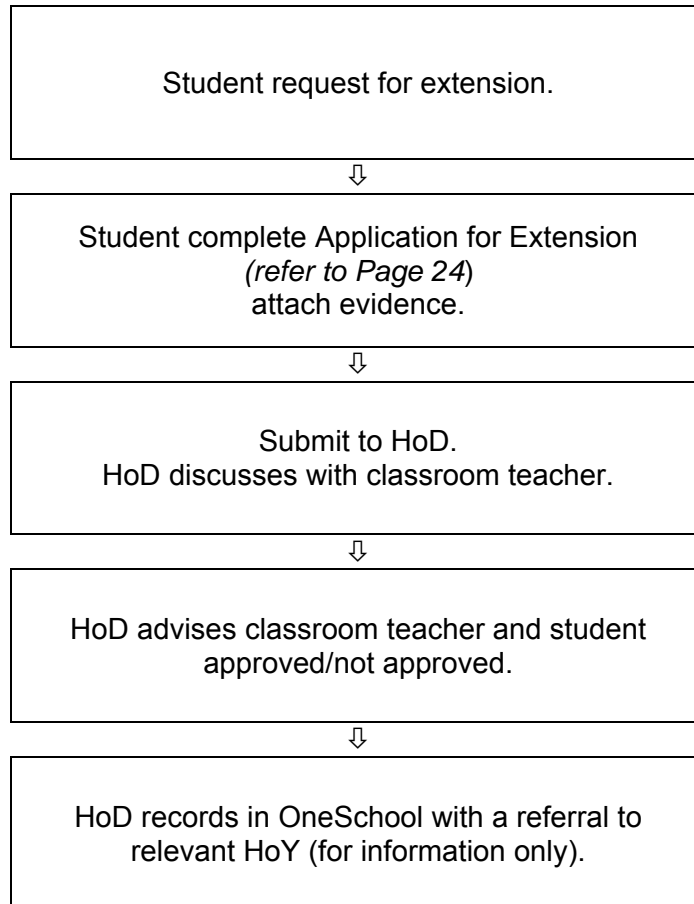 Student request for extension.
⇩
Student complete Application for Extension
(refer to Page 24)
attach evidence.
⇩
Submit to HoD.
HoD discusses with classroom teacher.
⇩
HoD advises classroom teacher and student
approved/not approved.
⇩
HoD records in OneSchool with a referral to
relevant HoY (for information only).